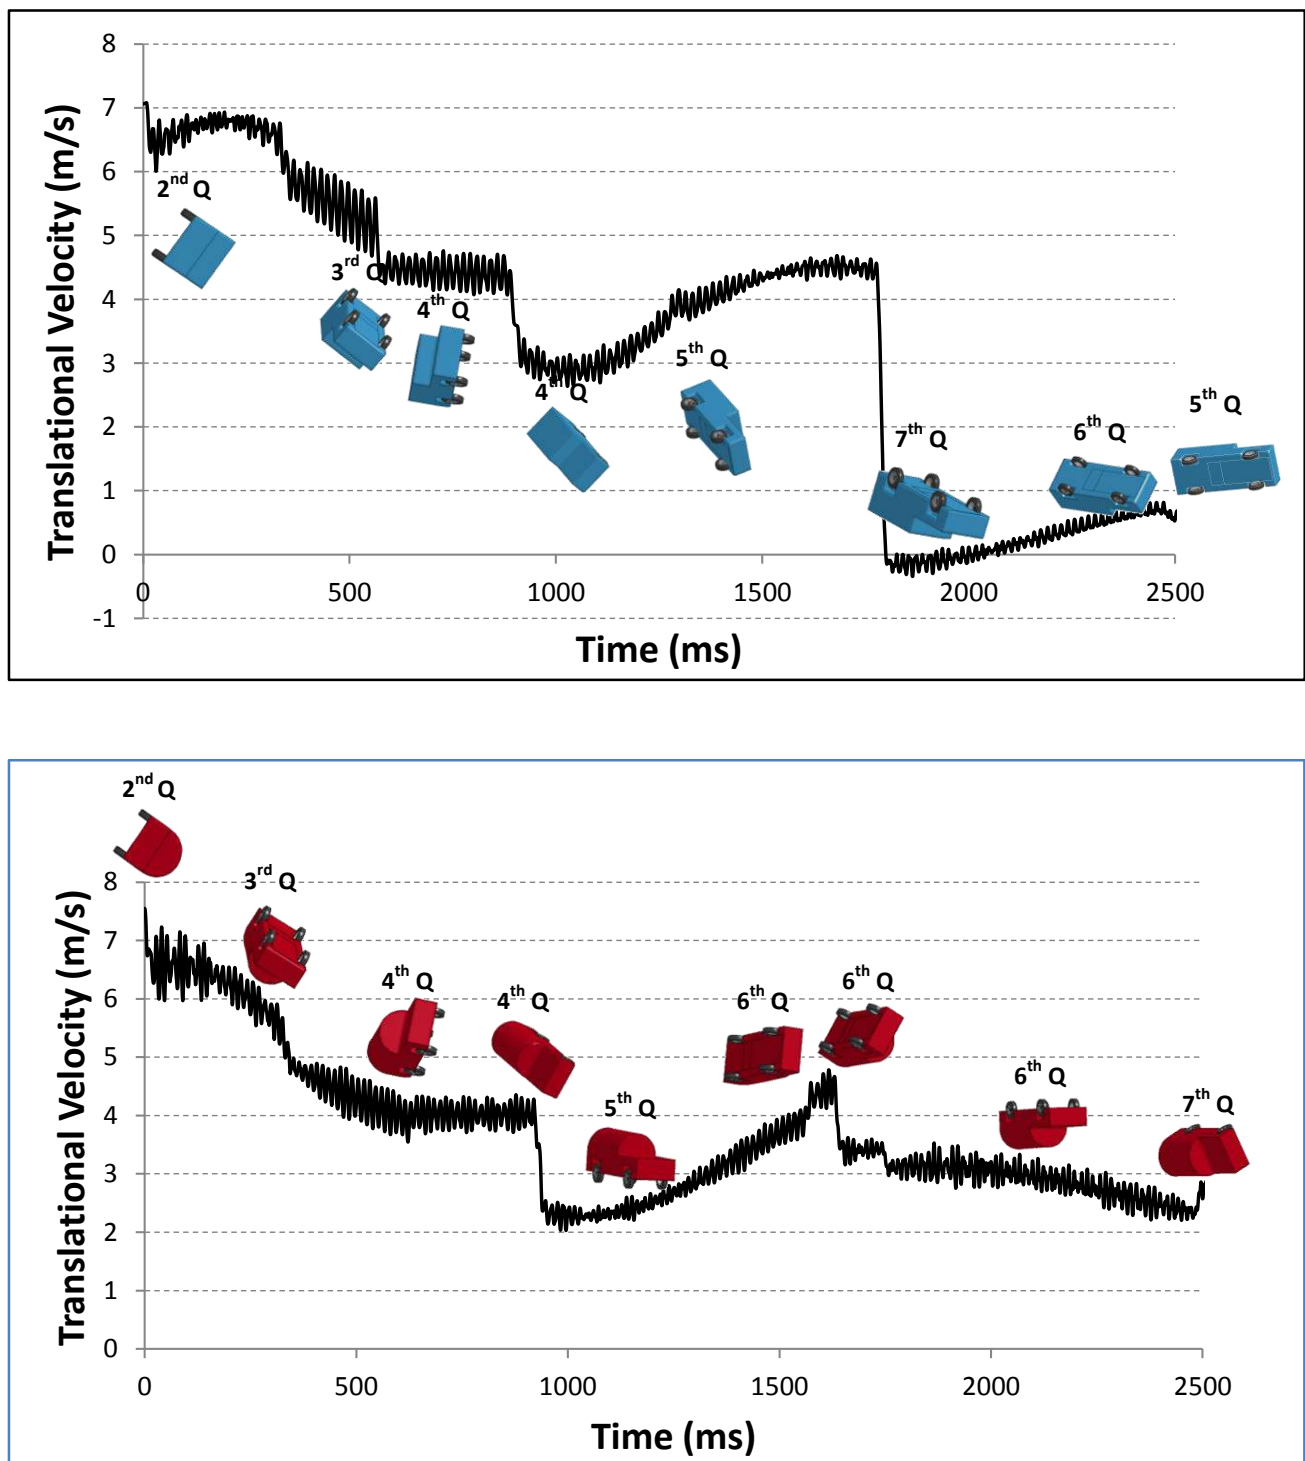 8
7
6
5
4
3
2
1
0
-1
Translational Velocity (m/s)
2nd Q
3rd Q
4th Q
4th Q
5th Q
7th Q
6th Q
5th Q
0 500 1000 1500 2000 2500
Time (ms)
2nd Q
3rd Q
4th Q
4th Q
5th Q
6th Q
6th Q
6th Q
7th Q
8
7
6
5
4
3
2
1
0
Translational Velocity (m/s)
0 500 1000 1500 2000 2500
Time (ms)